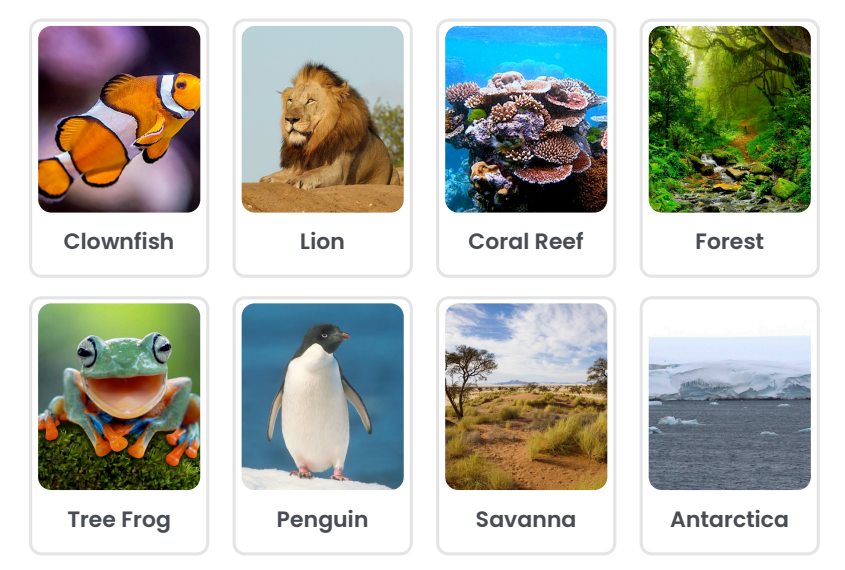 Clownfish
Lion
Coral Reef
Forest
Tree Frog
Penguin
Savanna
Antarctica